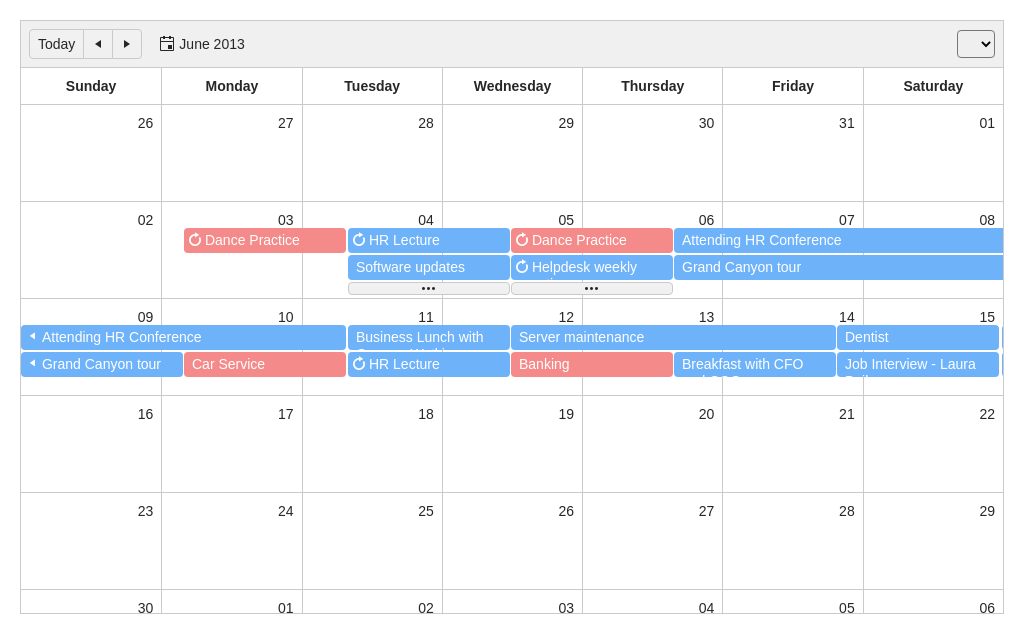 Today June 2013
Sunday Monday Tuesday Wednesday Thursday Friday Saturday
26 27 28 29 30 31 01
02 03 04 05 06 07 08
Dance Practice HR Lecture Dance Practice Attending HR Conference
Software updates Helpdesk weekly Grand Canyon tour
09 10 11 12 13 14 15
Attending HR Conference Business Lunch with Server maintenance Dentist
Grand Canyon tour Car Service HR Lecture Banking Breakfast with CFO Job Interview - Laura
16 17 18 19 20 21 22
23 24 25 26 27 28 29
30 01 02 03 04 05 06